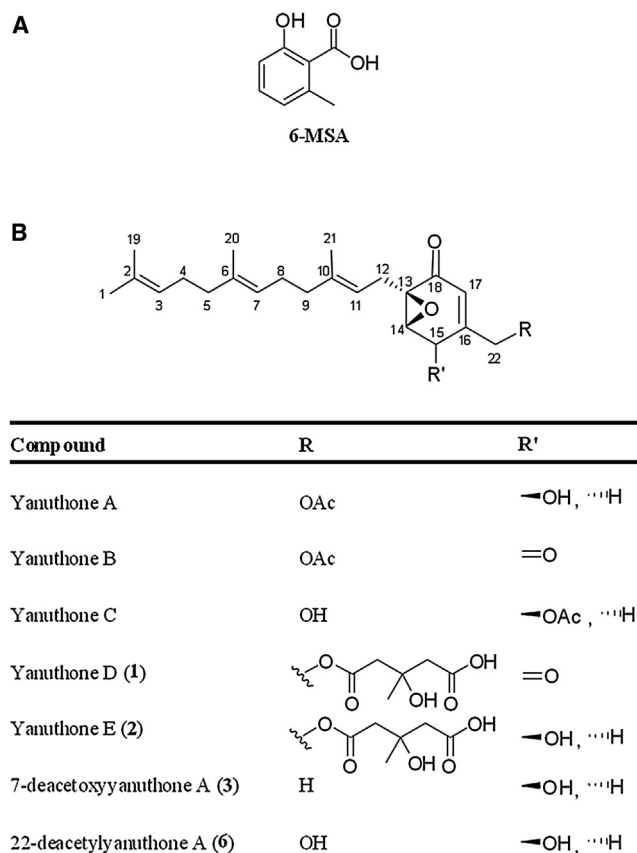 A
OH
O
OH
6-MSA
B
19
20
21
O
2
4
6
8
10
12
13
18
17
1
3
5
7
9
11
O
14
15
16
R
22
R'
Compound R R'
Yanuthone A OAc OH, H
Yanuthone B OAc =O
Yanuthone C OH OAc, H
Yanuthone D (1) O O OH O OH =O
Yanuthone E (2) O O OH O OH OH, H
7-deacetoxyyanuthone A (3) H OH, H
22-deacetylyanuthone A (6) OH OH, H